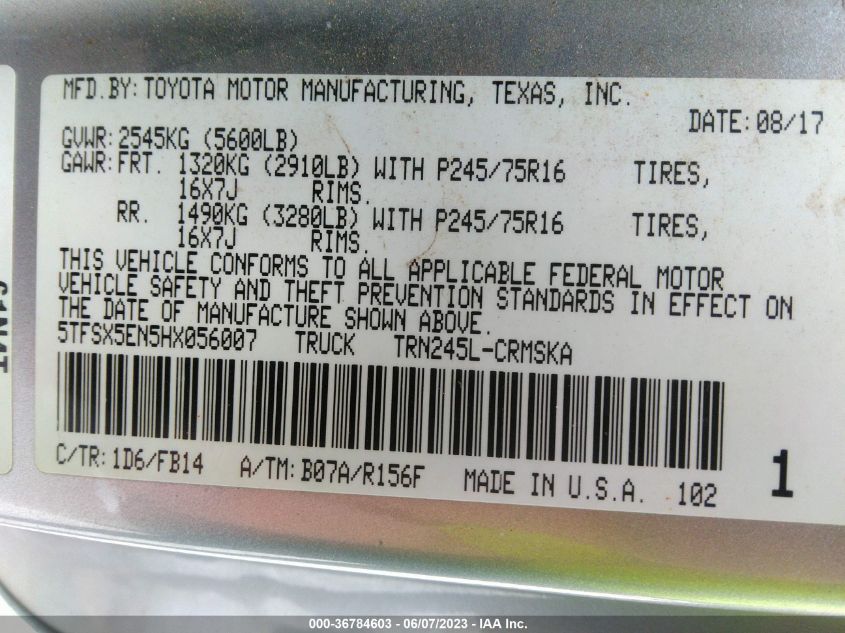 MFD.BY:TOYOTA MOTOR MANUFACTURING, TEXAS, INC.
DATE:08/17
GVWR:2545KG (5600LB)
GAWR:FRT. 1320KG (2910LB) WITH P245/75R16 TIRES,
16X7J RIMS.
RR. 1490KG (3280LB) WITH P245/75R16 TIRES,
16X7J RIMS.
THIS VEHICLE CONFORMS TO ALL APPLICABLE FEDERAL MOTOR
VEHICLE SAFETY AND THEFT PREVENTION STANDARDS IN EFFECT ON
THE DATE OF MANUFACTURE SHOWN ABOVE.
5TFSX5EN5HX056007 TRUCK TRN245L-CRMSKA
C/TR:1D6/FB14 A/TM:B07A/R156F MADE IN U.S.A. 102
1
000-36784603 - 06/07/2023 - IAA Inc.